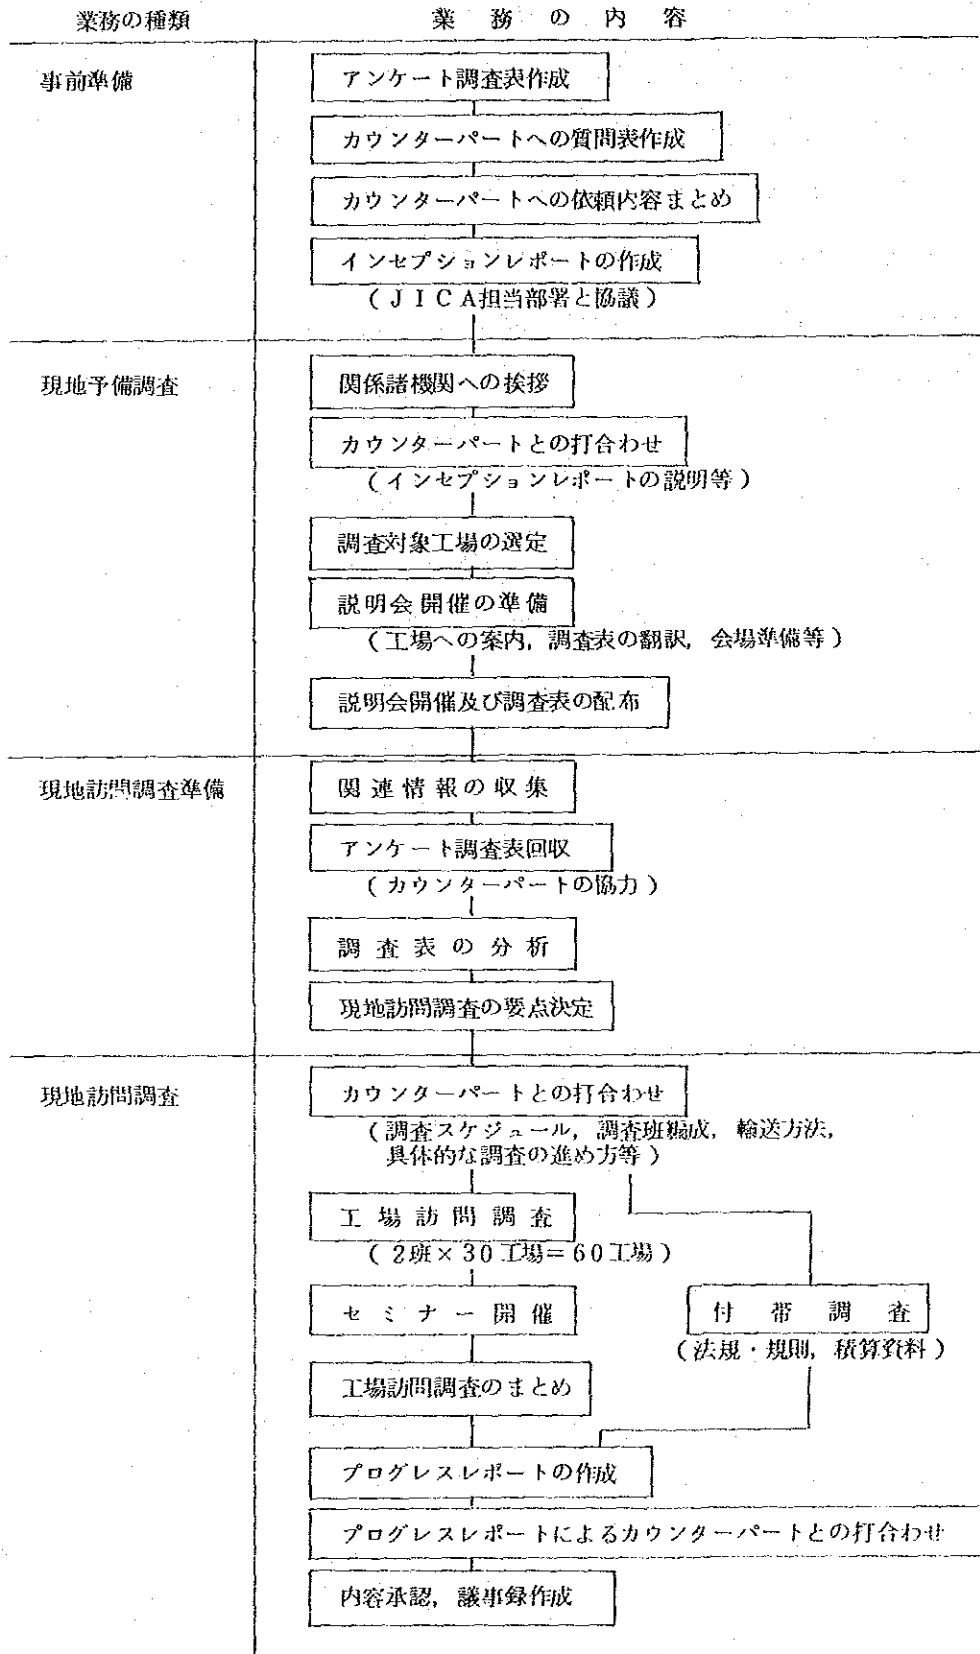 業務の種類 業務の内容
事前準備
アンケート調査表作成
カウンターパートへの質問表作成
カウンターパートへの依頼内容まとめ
インセプションレポートの作成
(JICA担当部署と協議)
現地予備調査
関係諸機関への挨拶
カウンターパートとの打合わせ
(インセプションレポートの説明等)
調査対象工場の選定
説明会開催の準備
(工場への案内, 調査表の翻訳, 会場準備等)
説明会開催及び調査表の配布
現地訪問調査準備
関連情報の収集
アンケート調査表回収
(カウンターパートの協力)
調査表の分析
現地訪問調査の要点決定
現地訪問調査
カウンターパートとの打合わせ
(調査スケジュール, 調査班編成, 輸送方法,
具体的な調査の進め方等)
工場訪問調査
(2班×30工場=60工場)
セミナー開催
付帯調査
(法規・規則, 積算資料)
工場訪問調査のまとめ
プログレスレポートの作成
プログレスレポートによるカウンターパートとの打合わせ
内容承認, 議事録作成